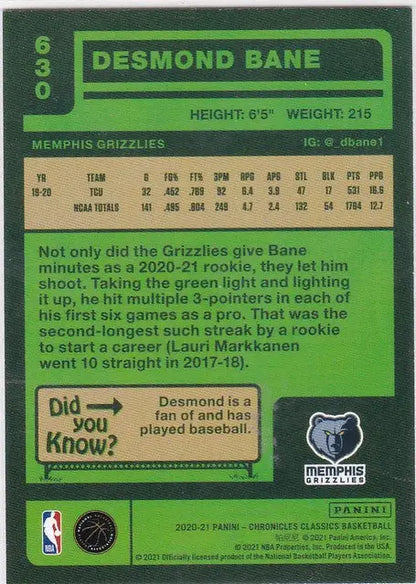 630
DESMOND BANE
HEIGHT: 6'5" WEIGHT: 215
MEMPHIS GRIZZLIES IG: @_dbane1
YR TEAM G FG% FT% 3PM RPG APG STL BLK PTS PPG
19-20 TCU 32 .452 .789 92 6.4 3.9 47 17 531 16.6
NCAA TOTALS 141 .495 .804 249 4.7 2.4 132 54 1784 12.7
Not only did the Grizzlies give Bane
minutes as a 2020-21 rookie, they let him
shoot. Taking the green light and lighting
it up, he hit multiple 3-pointers in each of
his first six games as a pro. That was the
second-longest such streak by a rookie
to start a career (Lauri Markkanen
went 10 straight in 2017-18).
Did
you
Know?
Desmond is a
fan of and has
played baseball.
MEMPHIS
GRIZZLIES
PANINI
NBA
2020-21 PANINI – CHRONICLES CLASSICS BASKETBALL
帕尼尼 © 2021 Panini America, Inc.
© 2021 NBA Properties, Inc. Produced in the USA.
© 2021 Officially licensed product of the National Basketball Players Association.